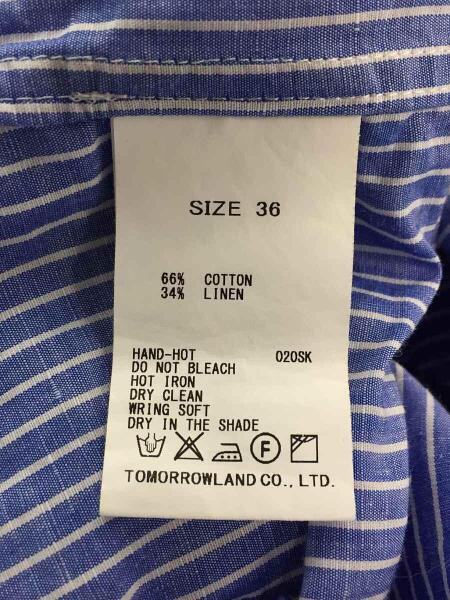 SIZE 36
66% COTTON
34% LINEN
HAND-HOT 020SK
DO NOT BLEACH
HOT IRON
DRY CLEAN
WRING SOFT
DRY IN THE SHADE
F
TOMORROWLAND CO., LTD.